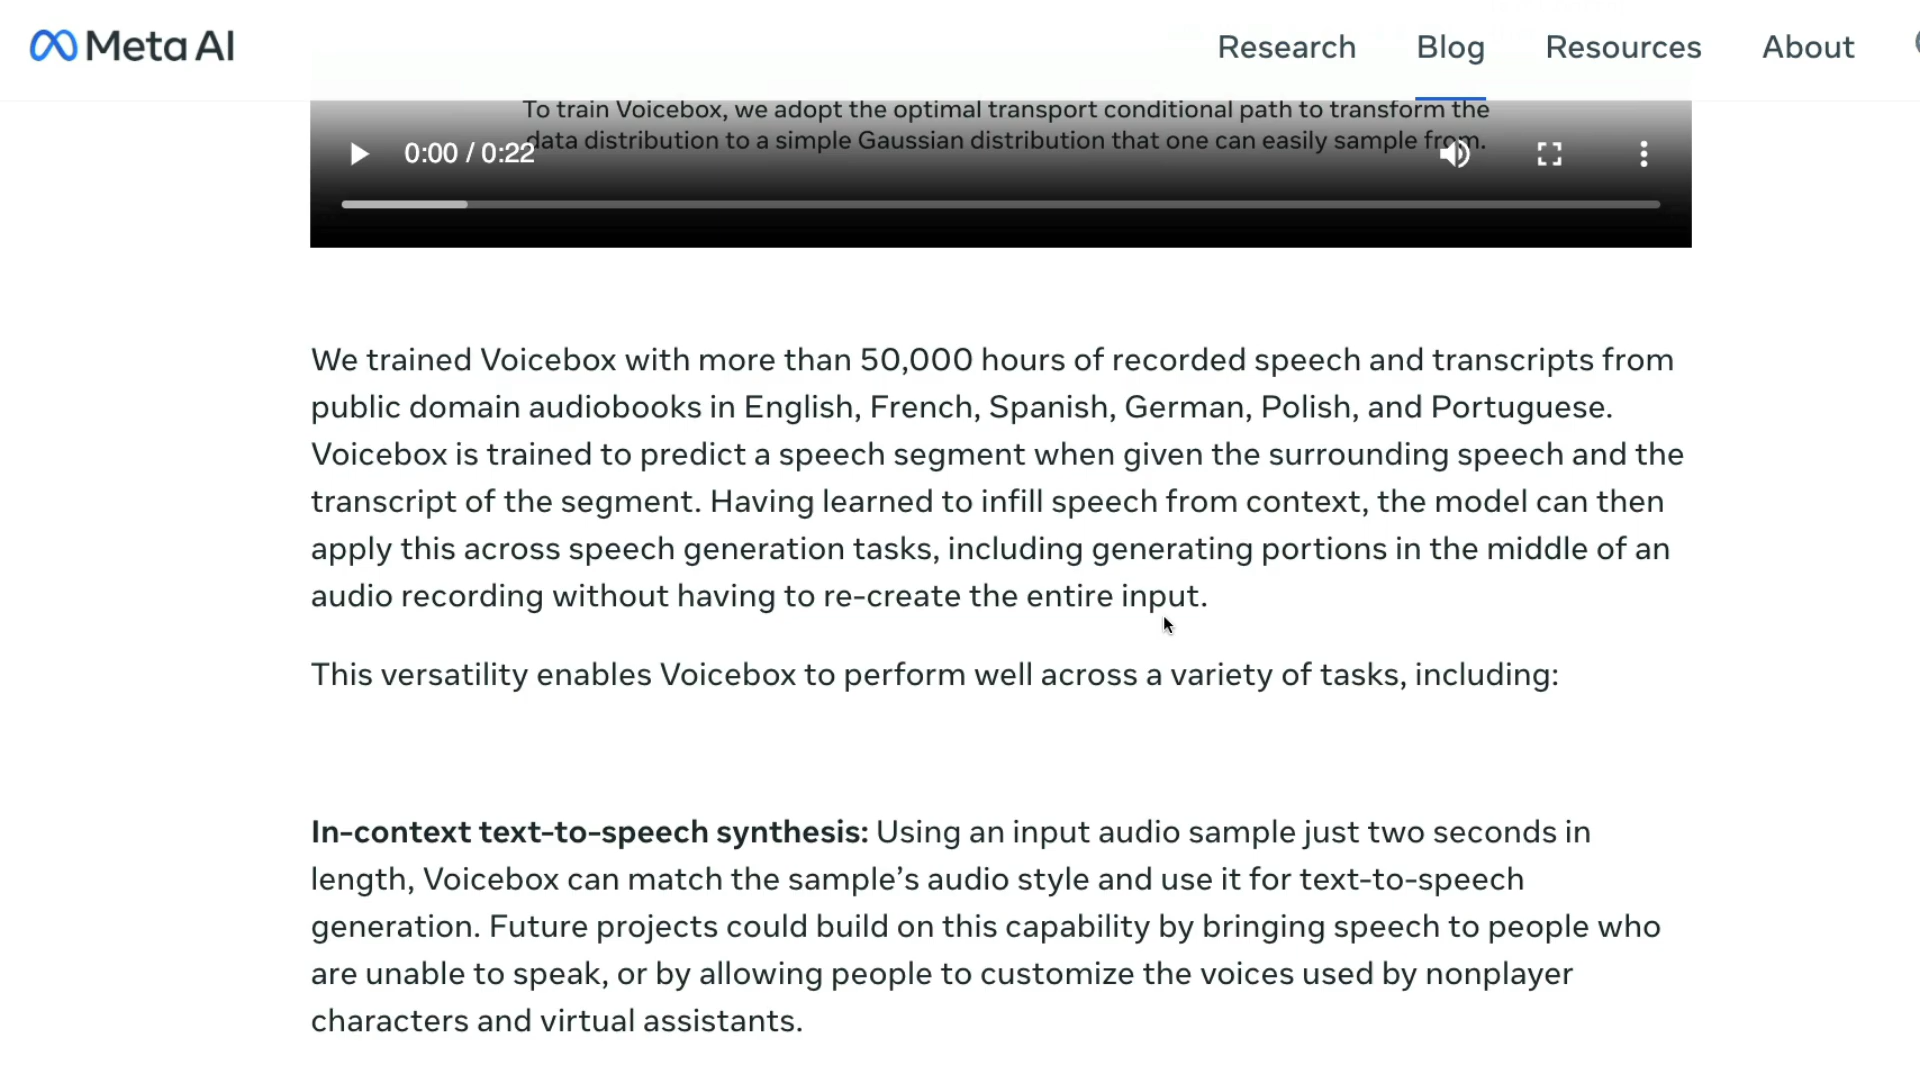 Meta AI
Research Blog Resources About
To train Voicebox, we adopt the optimal transport conditional path to transform the
data distribution to a simple Gaussian distribution that one can easily sample from.
0:00 / 0:22
We trained Voicebox with more than 50,000 hours of recorded speech and transcripts from
public domain audiobooks in English, French, Spanish, German, Polish, and Portuguese.
Voicebox is trained to predict a speech segment when given the surrounding speech and the
transcript of the segment. Having learned to infill speech from context, the model can then
apply this across speech generation tasks, including generating portions in the middle of an
audio recording without having to re-create the entire input.
This versatility enables Voicebox to perform well across a variety of tasks, including:
In-context text-to-speech synthesis: Using an input audio sample just two seconds in
length, Voicebox can match the sample’s audio style and use it for text-to-speech
generation. Future projects could build on this capability by bringing speech to people who
are unable to speak, or by allowing people to customize the voices used by nonplayer
characters and virtual assistants.